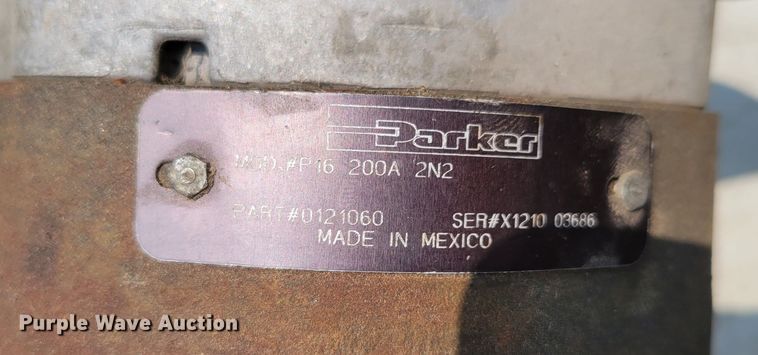 Parker
MOD.#P16 200A 2N2
PART#0121060 SER#X1210 03686
MADE IN MEXICO
Purple Wave Auction